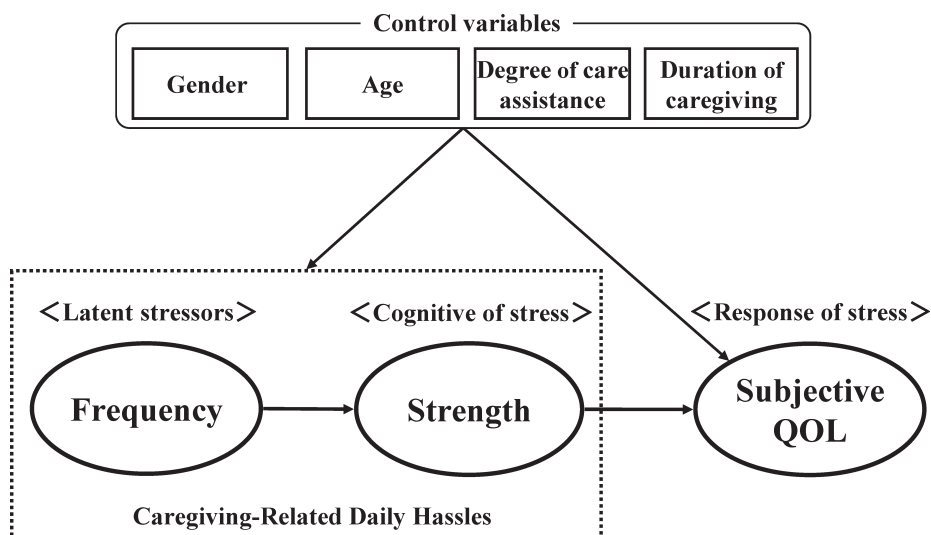 Control variables
Gender
Age
Degree of care
assistance
Duration of
caregiving
<Latent stressors>
<Cognitive of stress>
<Response of stress>
Frequency
Strength
Subjective
QOL
Caregiving-Related Daily Hassles